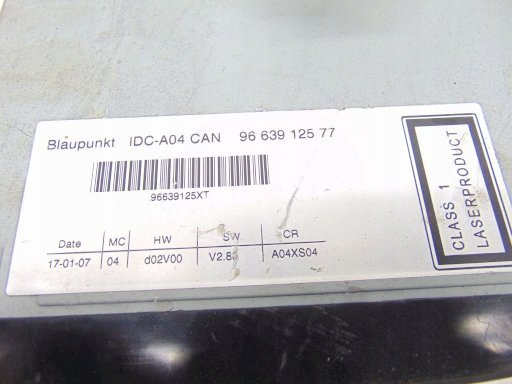 Blaupunkt IDC-A04 CAN 96 639 125 77
96639125XT
Date MC HW SW CR
17-01-07 04 d02V00 A04XS04
CLASS 1
LASERPRODUCT